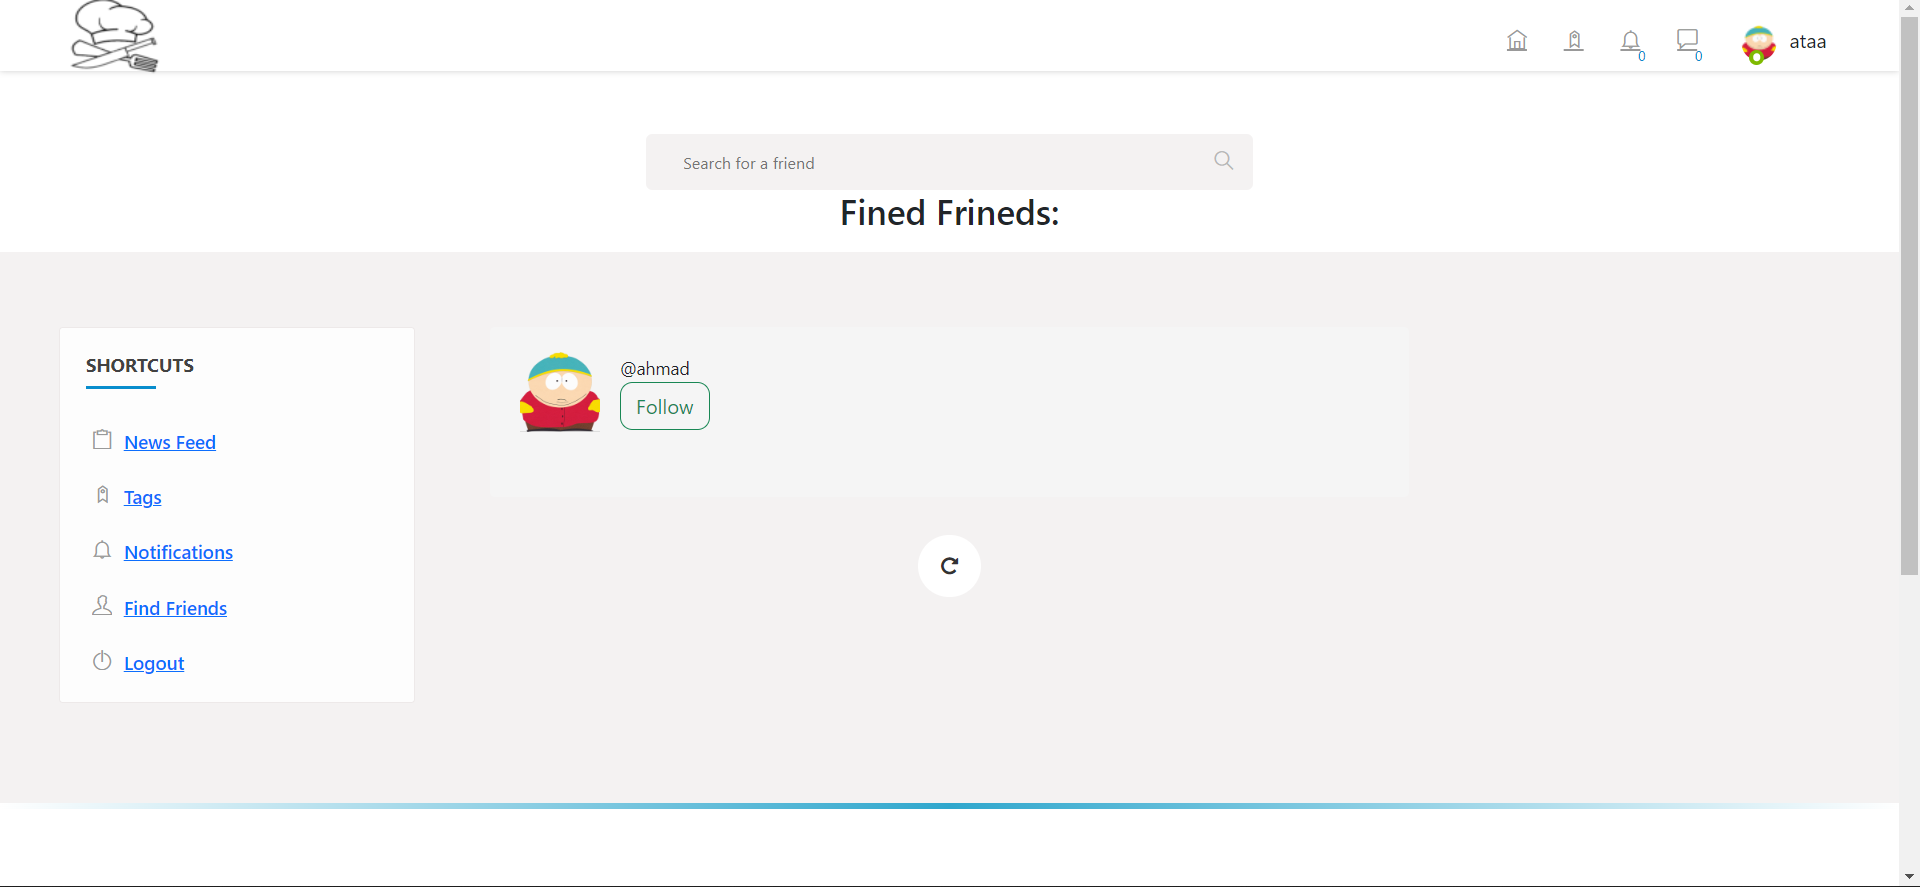 ataa
0
0
Search for a friend
Fined Frineds:
SHORTCUTS
News Feed
Tags
Notifications
Find Friends
Logout
@ahmad
Follow